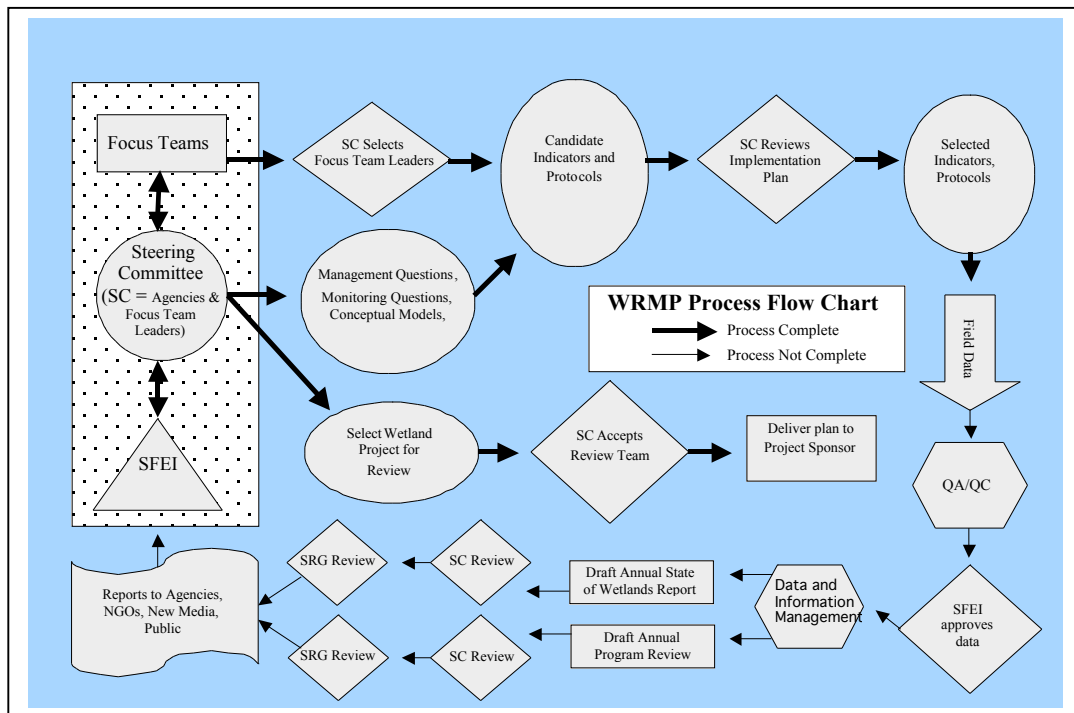 Focus Teams
SC Selects
Focus Team Leaders
Candidate
Indicators and
Protocols
SC Reviews
Implementation
Plan
Selected
Indicators,
Protocols
Steering
Committee
(SC = Agencies &
Focus Team
Leaders)
Management Questions,
Monitoring Questions,
Conceptual Models,
WRMP Process Flow Chart
Process Complete
Process Not Complete
Field Data
SFEI
Select Wetland
Project for
Review
SC Accepts
Review Team
Deliver plan to
Project Sponsor
QA/QC
Reports to Agencies,
NGOs, New Media,
Public
SRG Review
SC Review
Draft Annual State
of Wetlands Report
Data and
Information
Management
SFEI
approves
data
SRG Review
SC Review
Draft Annual
Program Review